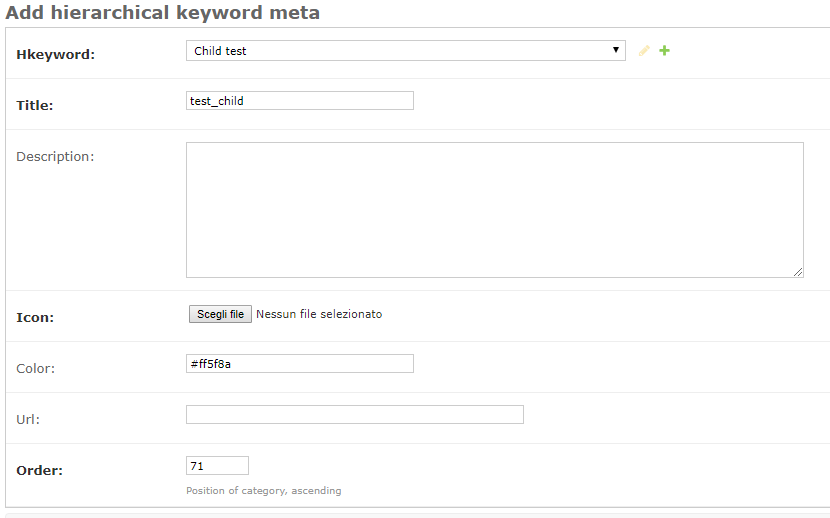 Add hierarchical keyword meta
Hkeyword: Child test
Title: test_child
Description:
Icon: Scegli file Nessun file selezionato
Color: #ff5f8a
Url:
Order: 71
Position of category, ascending